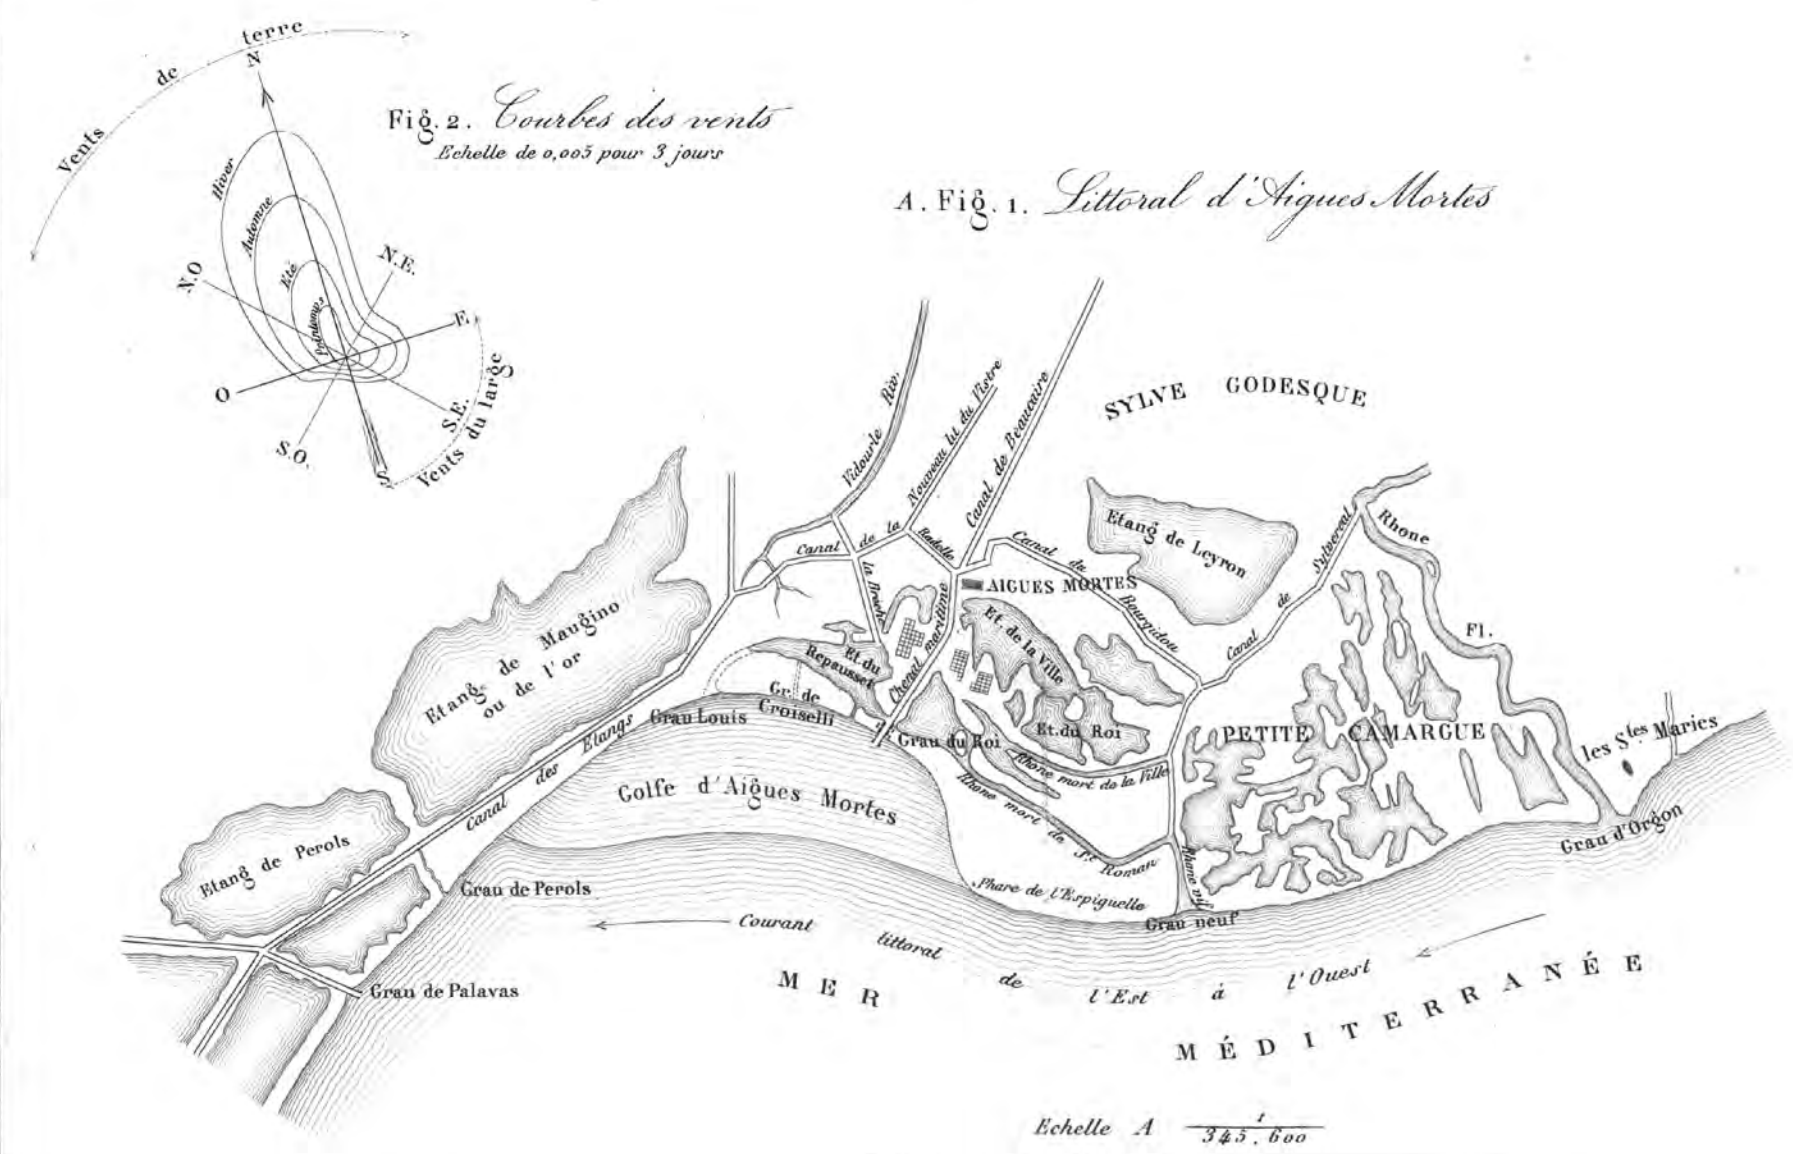 Vents de terre
N
Fig. 2. Courbes des vents
Echelle de 0,005 pour 3 jours
Hiver
Automne
Eté
Printemps
N.O
N.E.
E
O
S.E.
S.O.
S
Vents du large
A. Fig. 1. Littoral d'Aigues Mortes
SYLVE GODESQUE
Vidourle Riv.
Nouveau lit du Vistre
Canal de Beaucaire
Canal de la Radelle
la Broche
Canal du Bourgidou
Etang de Leyron
Canal de Sylvereal
Rhone Fl.
AIGUES MORTES
Chenal maritime
Et. de la Ville
Et. du Roi
Et. du Repausset
Gr. de Croiselli
Grau Louis
Grau du Roi
Rhone mort de la Ville
Rhone mort de St. Roman
Rhone vif
PETITE CAMARGUE
les Stes Maries
Grau d'Orgon
Etang de Maugino
ou de l'or
Canal des Etangs
Golfe d'Aigues Mortes
Etang de Perols
Grau de Perols
Phare de l'Espiguelle
Grau neuf
Grau de Palavas
Courant littoral de l'Est à l'Ouest
MER MÉDITERRANÉE
Echelle A 1
345.600